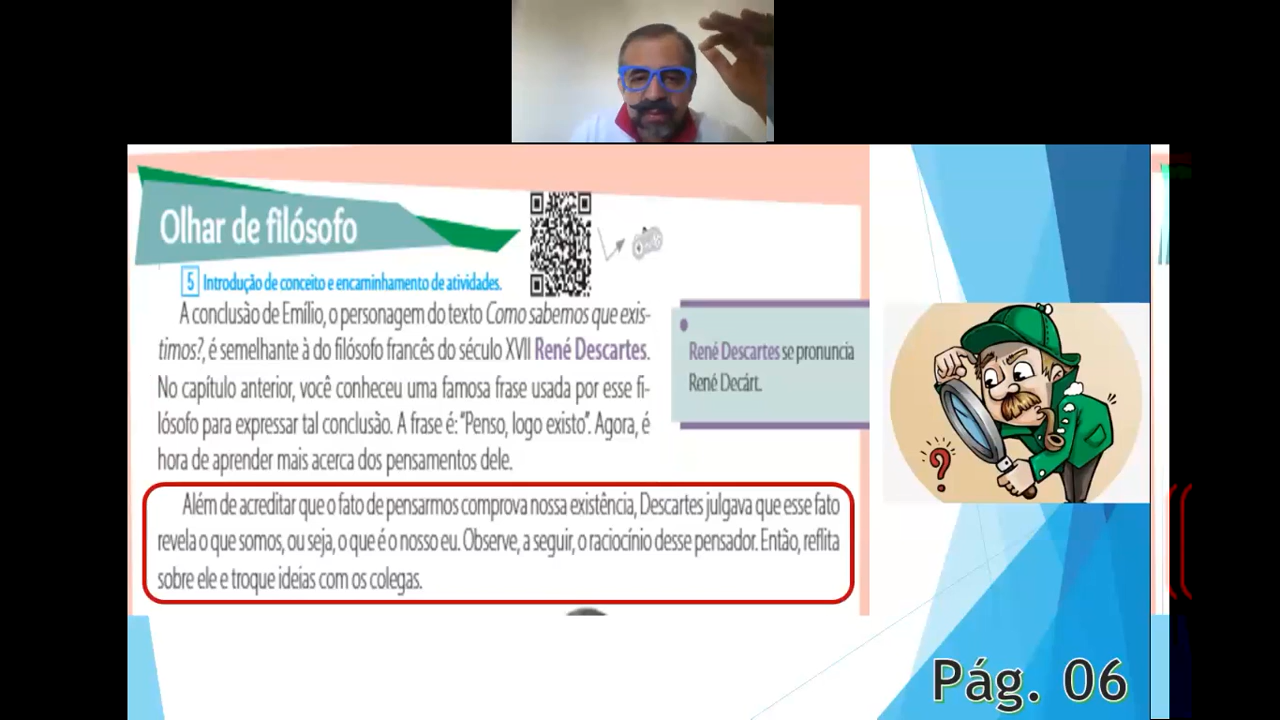 Olhar de filósofo
5 Introdução de conceito e encaminhamento de atividades.
A conclusão de Emílio, o personagem do texto Como sabemos que exis-
timos?, é semelhante à do filósofo francês do século XVII René Descartes.
No capítulo anterior, você conheceu uma famosa frase usada por esse fi-
lósofo para expressar tal conclusão. A frase é: “Penso, logo existo”. Agora, é
hora de aprender mais acerca dos pensamentos dele.
René Descartes se pronuncia
René Decárt.
Além de acreditar que o fato de pensarmos comprova nossa existência, Descartes julgava que esse fato
revela o que somos, ou seja, o que é o nosso eu. Observe, a seguir, o raciocínio desse pensador. Então, reflita
sobre ele e troque ideias com os colegas.
?
Pág. 06